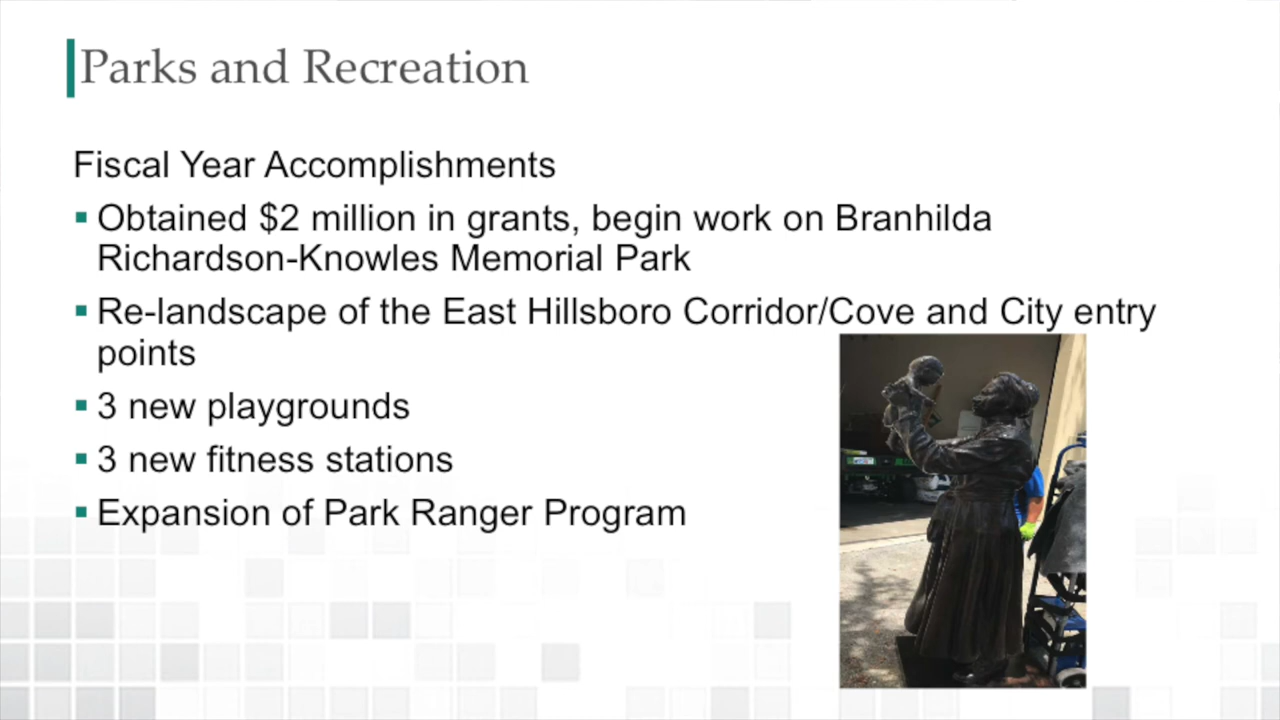 Parks and Recreation
Fiscal Year Accomplishments
Obtained $2 million in grants, begin work on Branhilda
Richardson-Knowles Memorial Park
Re-landscape of the East Hillsboro Corridor/Cove and City entry
points
3 new playgrounds
3 new fitness stations
Expansion of Park Ranger Program